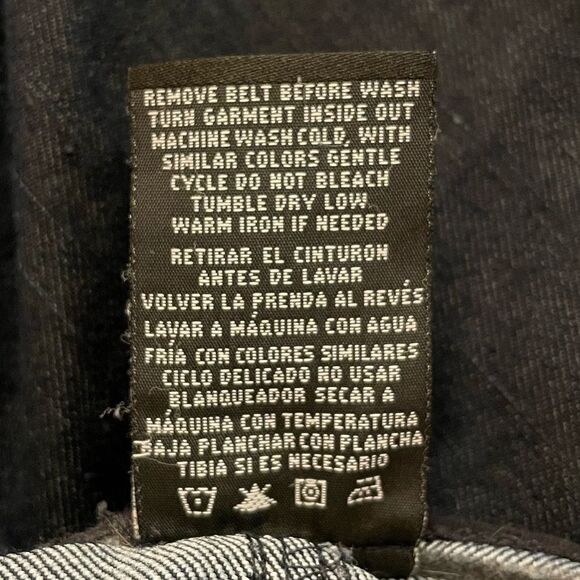 REMOVE BELT BEFORE WASH
TURN GARMENT INSIDE OUT
MACHINE WASH COLD, WITH
SIMILAR COLORS GENTLE
CYCLE DO NOT BLEACH
TUMBLE DRY LOW
WARM IRON IF NEEDED
RETIRAR EL CINTURON
ANTES DE LAVAR
VOLVER LA PRENDA AL REVÉS
LAVAR A MÁQUINA CON AGUA
FRÍA CON COLORES SIMILARES
CICLO DELICADO NO USAR
BLANQUEADOR SECAR A
MÁQUINA CON TEMPERATURA
BAJA PLANCHAR CON PLANCHA
TIBIA SI ES NECESARIO